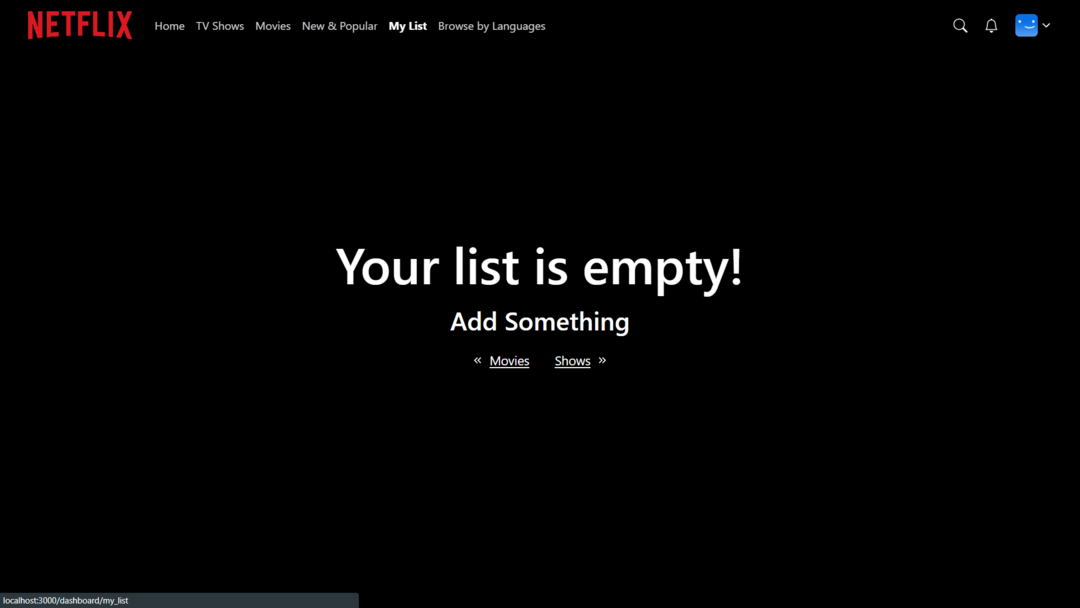 NETFLIX Home TV Shows Movies New & Popular My List Browse by Languages
Your list is empty!
Add Something
« Movies Shows »
localhost:3000/dashboard/my_list